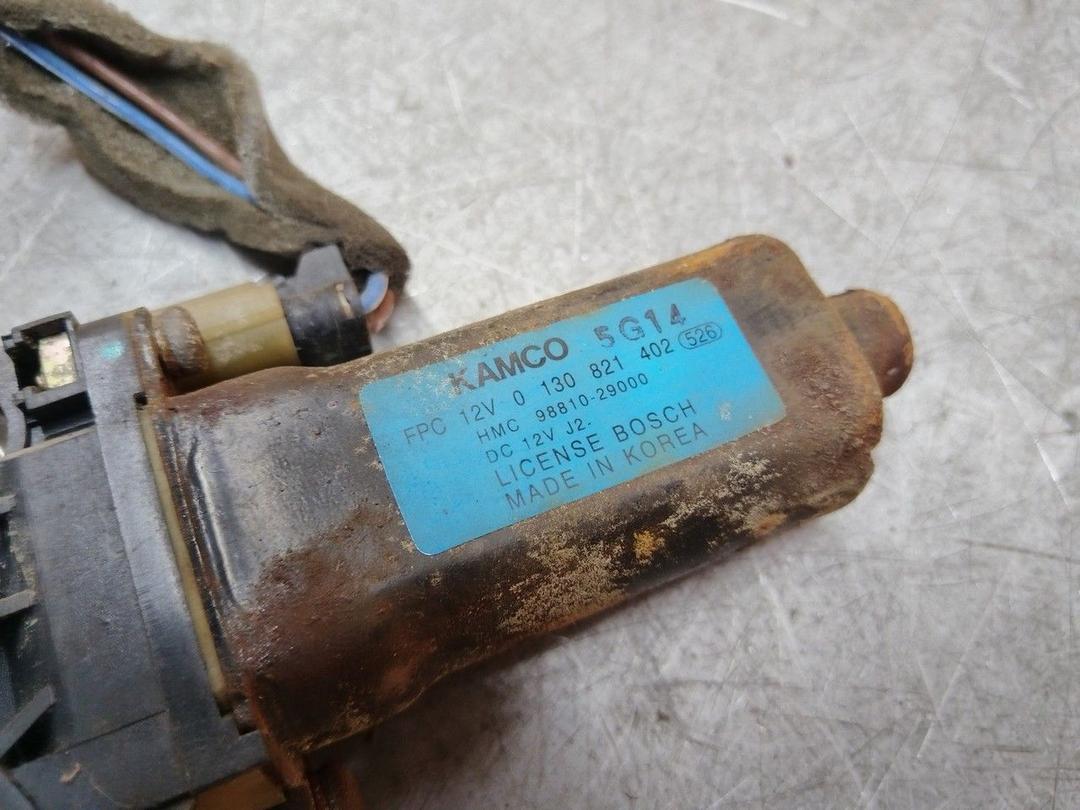 KAMCO 5G14
FPC 12V 0 130 821 402 526
HMC 98810-29000
DC 12V J2.
LICENSE BOSCH
MADE IN KOREA